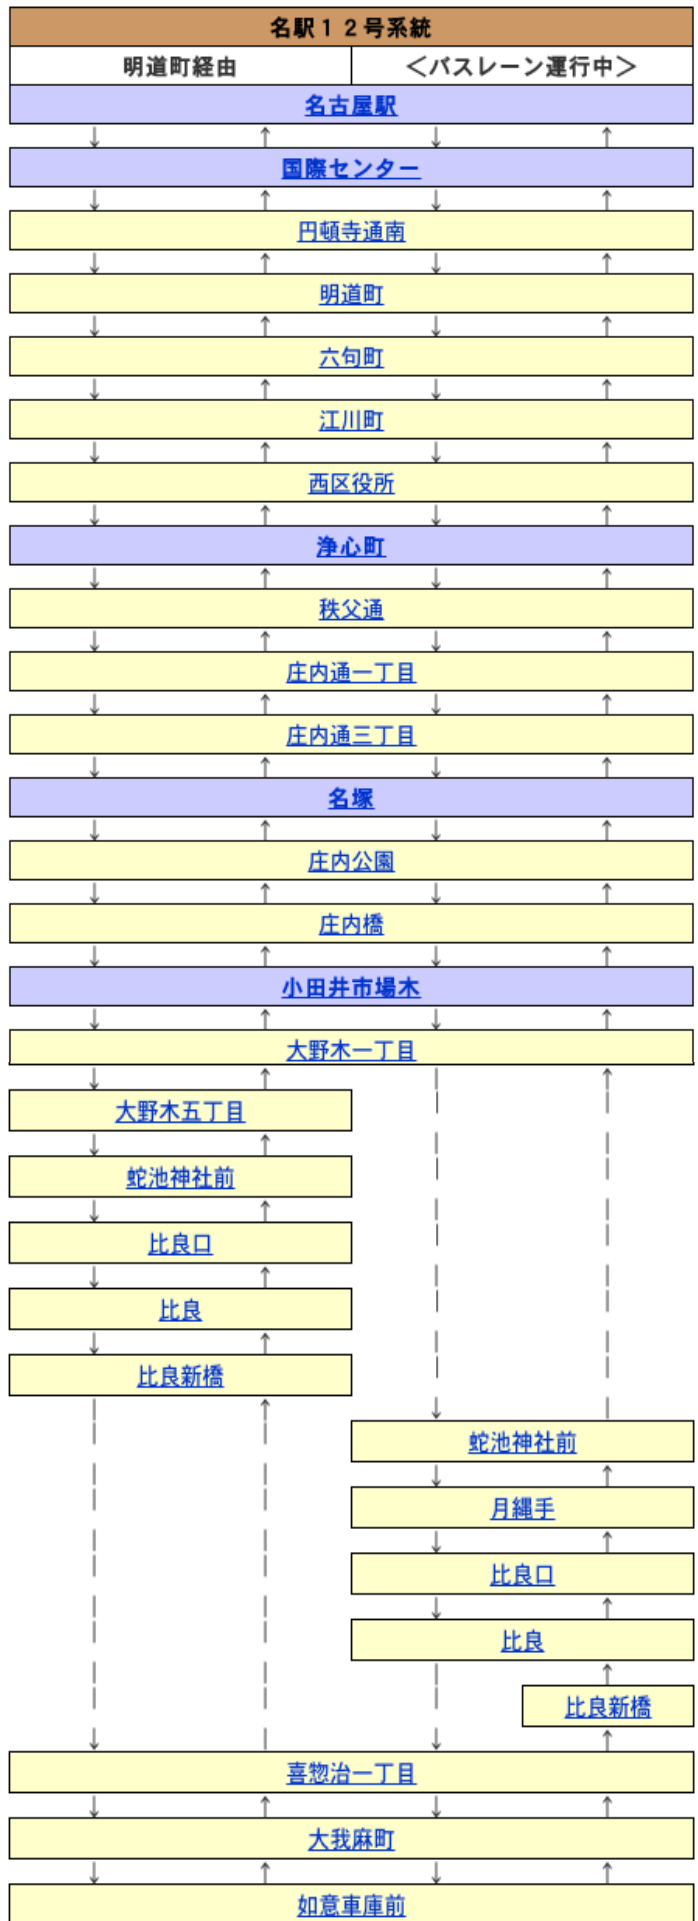 名駅１２号系統
明道町経由
＜バスレーン運行中＞
名古屋駅
↓ ↑ ↓ ↑
国際センター
↓ ↑ ↓ ↑
円頓寺通南
↓ ↑ ↓ ↑
明道町
↓ ↑ ↓ ↑
六句町
↓ ↑ ↓ ↑
江川町
↓ ↑ ↓ ↑
西区役所
↓ ↑ ↓ ↑
浄心町
↓ ↑ ↓ ↑
秩父通
↓ ↑ ↓ ↑
庄内通一丁目
↓ ↑ ↓ ↑
庄内通三丁目
↓ ↑ ↓ ↑
名塚
↓ ↑ ↓ ↑
庄内公園
↓ ↑ ↓ ↑
庄内橋
↓ ↑ ↓ ↑
小田井市場木
↓ ↑ ↓ ↑
大野木一丁目
↓ ↑ ｜ ↑
大野木五丁目
↓ ↑ ｜ ｜
蛇池神社前
↓ ↑ ｜ ｜
比良口
↓ ↑ ｜ ｜
比良
↓ ↑ ｜ ｜
比良新橋
｜ ↑ ↓ ｜
蛇池神社前
｜ ｜ ↓ ↑
月縄手
｜ ｜ ↓ ↑
比良口
｜ ｜ ↓ ↑
比良
｜ ｜ ｜ ↑
比良新橋
↓ ｜ ↓ ↑
喜惣治一丁目
↓ ↑ ↓ ↑
大我麻町
↓ ↑ ↓ ↑
如意車庫前